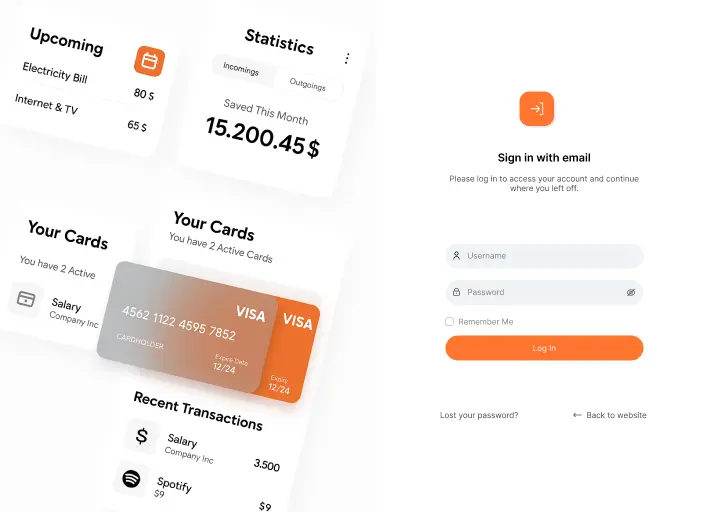 Upcoming
Electricity Bill
80 $
Internet & TV
65 $
Statistics
Incomings
Outgoings
Saved This Month
15.200.45 $
Your Cards
You have 2 Active
Salary
Company Inc
Your Cards
You have 2 Active Cards
VISA
4562 1122 4595 7852
CARDHOLDER
Expire Date
12/24
VISA
Expiry
12/24
Recent Transactions
Salary
Company Inc
3.500
Spotify
$9
$9
Sign in with email
Please log in to access your account and continue
where you left off.
Username
Password
Remember Me
Log In
Lost your password?
← Back to website